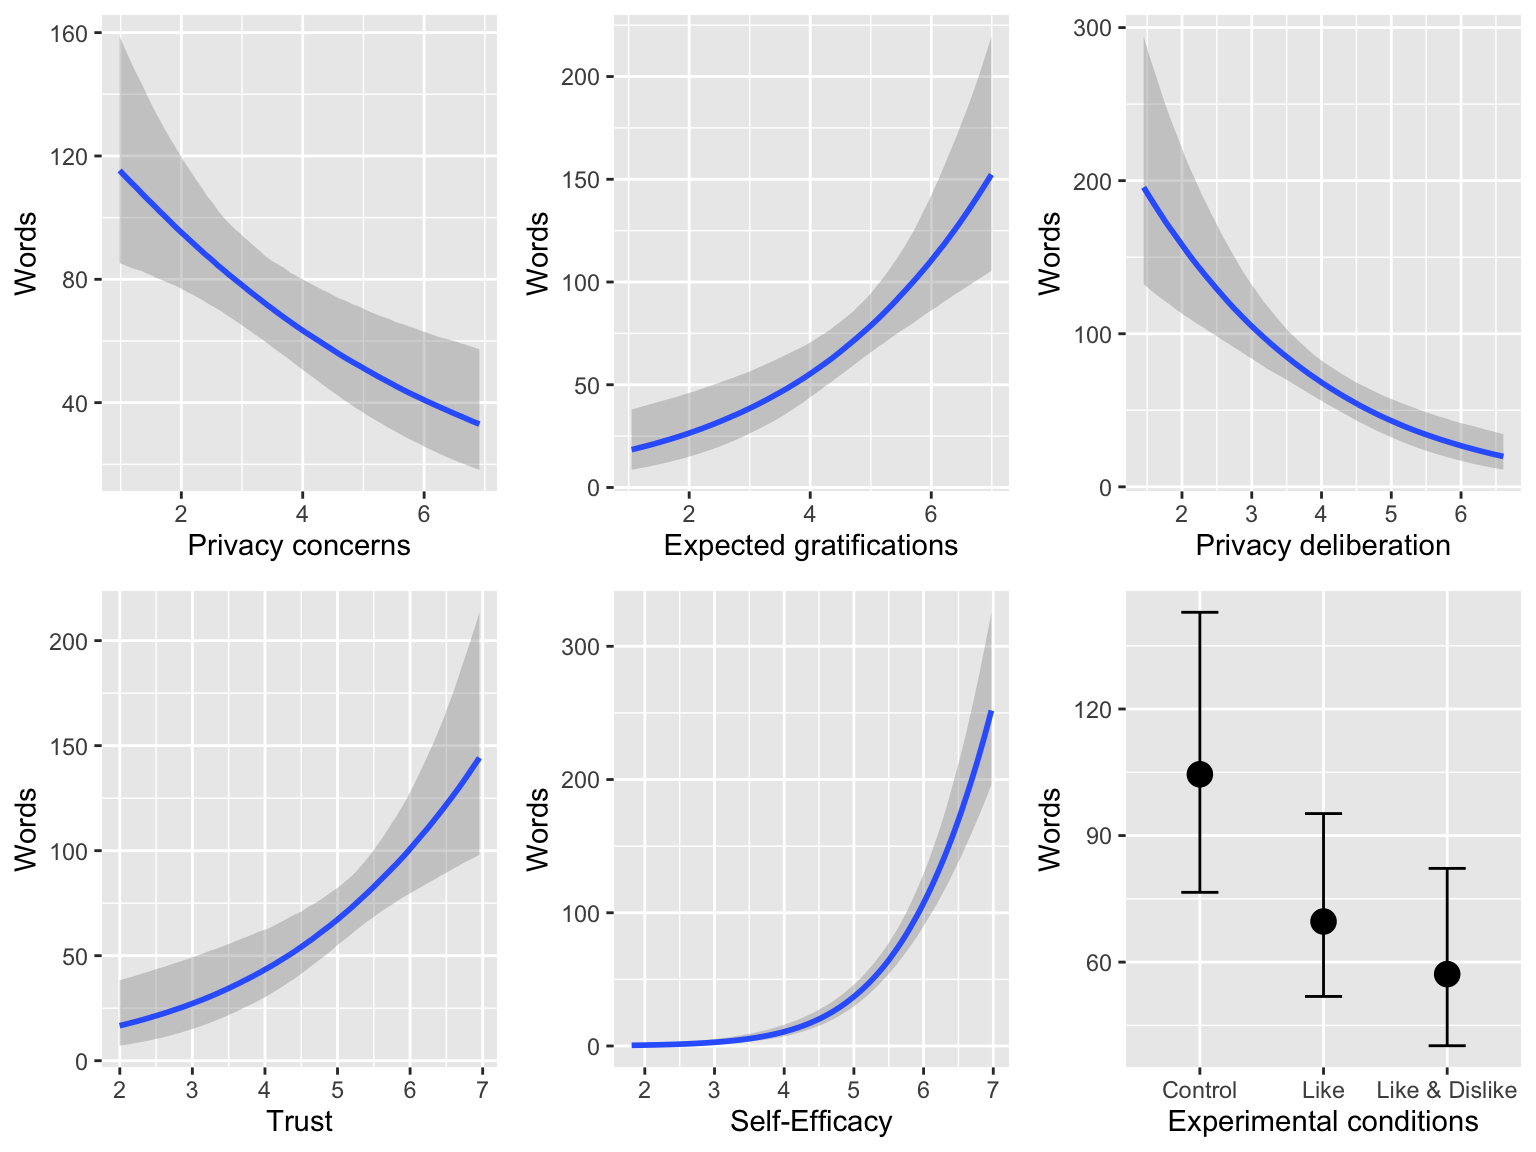 160
120
80
40
Words
2 4 6
Privacy concerns
200
150
100
50
0
Words
2 4 6
Expected gratifications
300
200
100
0
Words
2 3 4 5 6
Privacy deliberation
200
150
100
50
0
Words
2 3 4 5 6 7
Trust
300
200
100
0
Words
2 3 4 5 6 7
Self-Efficacy
120
90
60
Words
Control Like Like & Dislike
Experimental conditions